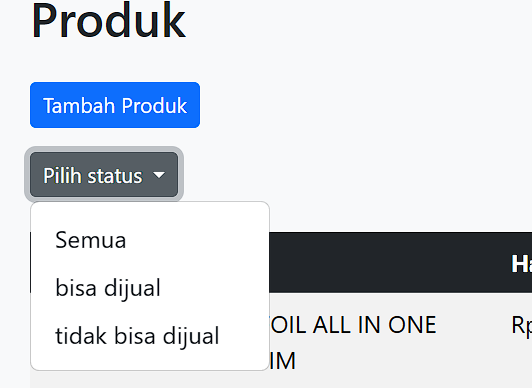 Produk
Tambah Produk
Pilih status
Semua
bisa dijual
tidak bisa dijual
OIL ALL IN ONE
IM